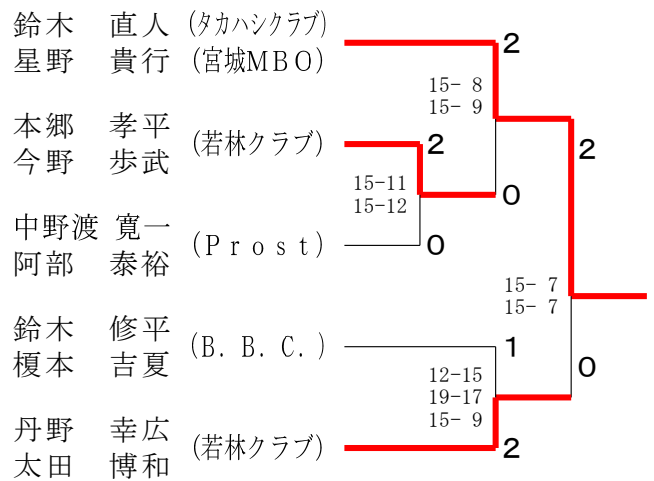 鈴木 直人 (タカハシクラブ)
星野 貴行 (宮城MBO)
2
15- 8
15- 9
本郷 孝平
今野 歩武
(若林クラブ)
2
2
15-11
15-12
0
中野渡 寛一
阿部 泰裕
(Prost)
0
15- 7
15- 7
鈴木 修平
榎本 吉夏
(B.B.C.)
1
0
12-15
19-17
15- 9
丹野 幸広
太田 博和
(若林クラブ)
2